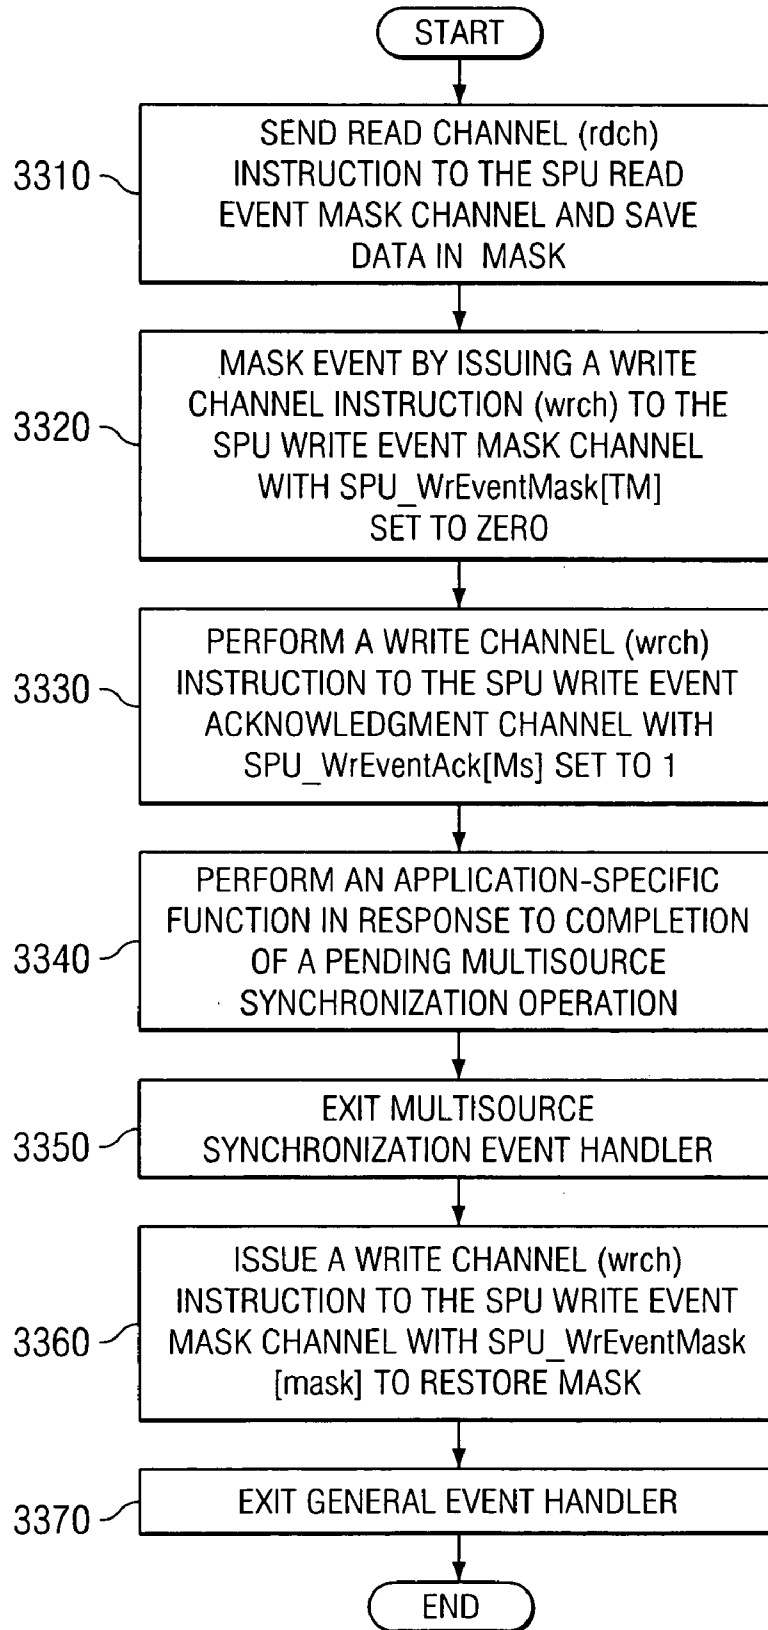 START
3310
SEND READ CHANNEL (rdch)
INSTRUCTION TO THE SPU READ
EVENT MASK CHANNEL AND SAVE
DATA IN MASK
3320
MASK EVENT BY ISSUING A WRITE
CHANNEL INSTRUCTION (wrch) TO THE
SPU WRITE EVENT MASK CHANNEL
WITH SPU_WrEventMask[TM]
SET TO ZERO
3330
PERFORM A WRITE CHANNEL (wrch)
INSTRUCTION TO THE SPU WRITE EVENT
ACKNOWLEDGMENT CHANNEL WITH
SPU_WrEventAck[Ms] SET TO 1
3340
PERFORM AN APPLICATION-SPECIFIC
FUNCTION IN RESPONSE TO COMPLETION
OF A PENDING MULTISOURCE
SYNCHRONIZATION OPERATION
3350
EXIT MULTISOURCE
SYNCHRONIZATION EVENT HANDLER
3360
ISSUE A WRITE CHANNEL (wrch)
INSTRUCTION TO THE SPU WRITE EVENT
MASK CHANNEL WITH SPU_WrEventMask
[mask] TO RESTORE MASK
3370
EXIT GENERAL EVENT HANDLER
END